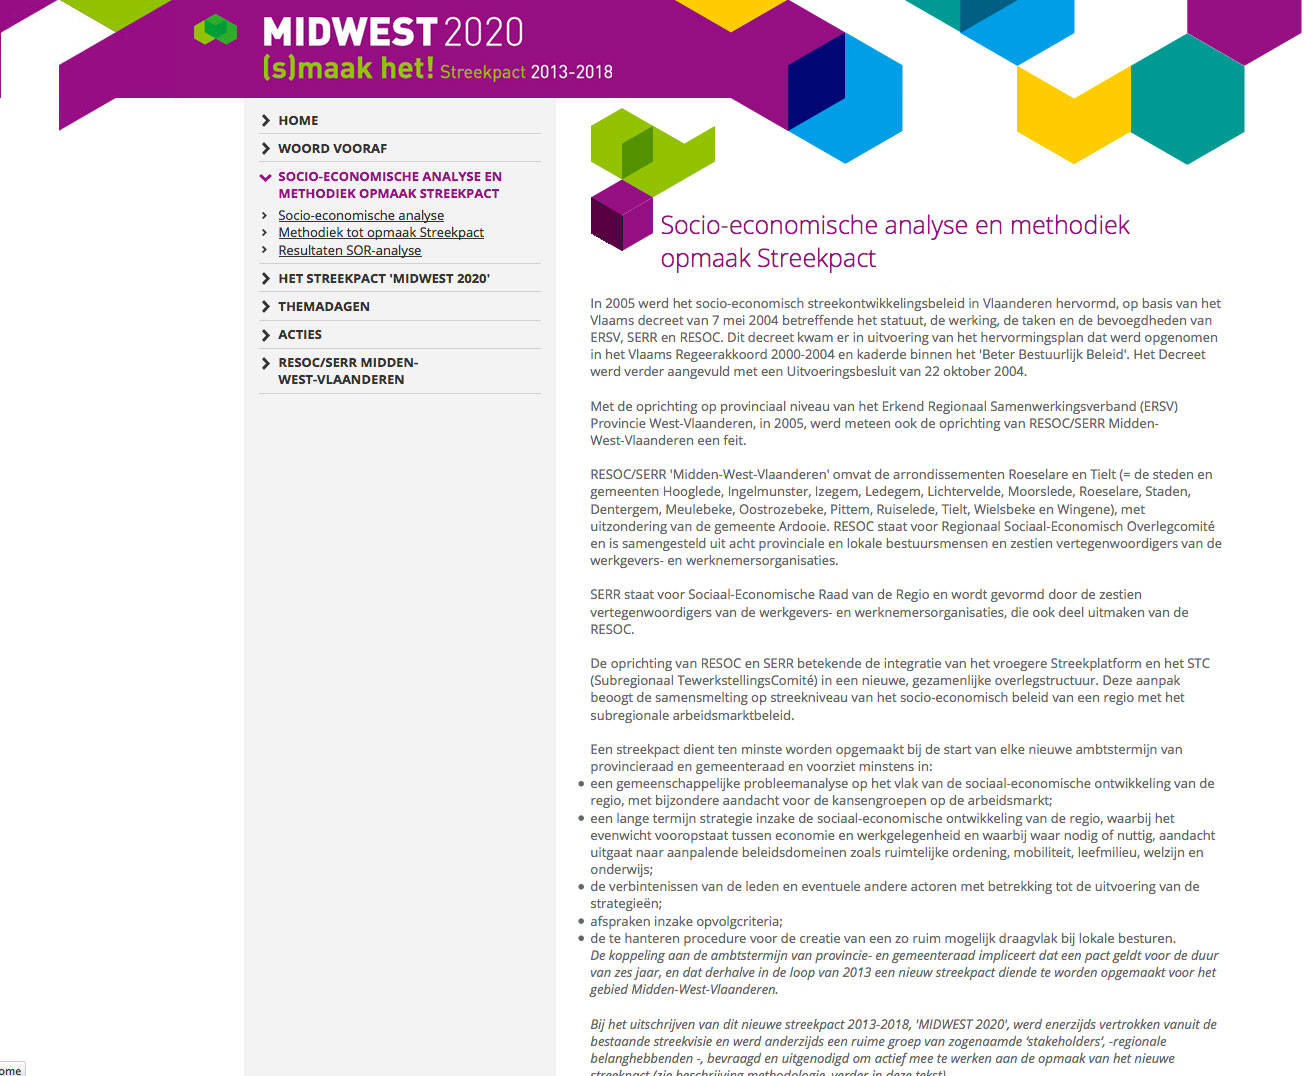 MIDWEST 2020
(s)maak het! Streekpact 2013-2018
HOME
WOORD VOORAF
SOCIO-ECONOMISCHE ANALYSE EN
METHODIEK OPMAAK STREEKPACT
Socio-economische analyse
Methodiek tot opmaak Streekpact
Resultaten SOR-analyse
HET STREEKPACT 'MIDWEST 2020'
THEMADAGEN
ACTIES
RESOC/SERR MIDDEN-
WEST-VLAANDEREN
Socio-economische analyse en methodiek
opmaak Streekpact
In 2005 werd het socio-economisch streekontwikkelingsbeleid in Vlaanderen hervormd, op basis van het
Vlaams decreet van 7 mei 2004 betreffende het statuut, de werking, de taken en de bevoegdheden van
ERSV, SERR en RESOC. Dit decreet kwam er in uitvoering van het hervormingsplan dat werd opgenomen
in het Vlaams Regeerakkoord 2000-2004 en kaderde binnen het 'Beter Bestuurlijk Beleid'. Het Decreet
werd verder aangevuld met een Uitvoeringsbesluit van 22 oktober 2004.
Met de oprichting op provinciaal niveau van het Erkend Regionaal Samenwerkingsverband (ERSV)
Provincie West-Vlaanderen, in 2005, werd meteen ook de oprichting van RESOC/SERR Midden-
West-Vlaanderen een feit.
RESOC/SERR 'Midden-West-Vlaanderen' omvat de arrondissementen Roeselare en Tielt (= de steden en
gemeenten Hooglede, Ingelmunster, Izegem, Ledegem, Lichtervelde, Moorslede, Roeselare, Staden,
Dentergem, Meulebeke, Oostrozebeke, Pittem, Ruiselede, Tielt, Wielsbeke en Wingene), met
uitzondering van de gemeente Ardooie. RESOC staat voor Regionaal Sociaal-Economisch Overlegcomité
en is samengesteld uit acht provinciale en lokale bestuursmensen en zestien vertegenwoordigers van de
werkgevers- en werknemersorganisaties.
SERR staat voor Sociaal-Economische Raad van de Regio en wordt gevormd door de zestien
vertegenwoordigers van de werkgevers- en werknemersorganisaties, die ook deel uitmaken van de
RESOC.
De oprichting van RESOC en SERR betekende de integratie van het vroegere Streekplatform en het STC
(Subregionaal TewerkstellingsComité) in een nieuwe, gezamenlijke overlegstructuur. Deze aanpak
beoogt de samensmelting op streekniveau van het socio-economisch beleid van een regio met het
subregionale arbeidsmarktbeleid.
Een streekpact dient ten minste worden opgemaakt bij de start van elke nieuwe ambtstermijn van
provincieraad en gemeenteraad en voorziet minstens in:
• een gemeenschappelijke probleemanalyse op het vlak van de sociaal-economische ontwikkeling van de
regio, met bijzondere aandacht voor de kansengroepen op de arbeidsmarkt;
• een lange termijn strategie inzake de sociaal-economische ontwikkeling van de regio, waarbij het
evenwicht vooropstaat tussen economie en werkgelegenheid en waarbij waar nodig of nuttig, aandacht
uitgaat naar aanpalende beleidsdomeinen zoals ruimtelijke ordening, mobiliteit, leefmilieu, welzijn en
onderwijs;
• de verbintenissen van de leden en eventuele andere actoren met betrekking tot de uitvoering van de
strategieën;
• afspraken inzake opvolgcriteria;
• de te hanteren procedure voor de creatie van een zo ruim mogelijk draagvlak bij lokale besturen.
De koppeling aan de ambtstermijn van provincie- en gemeenteraad impliceert dat een pact geldt voor de duur
van zes jaar, en dat derhalve in de loop van 2013 een nieuw streekpact diende te worden opgemaakt voor het
gebied Midden-West-Vlaanderen.
Bij het uitschrijven van dit nieuwe streekpact 2013-2018, 'MIDWEST 2020', werd enerzijds vertrokken vanuit de
bestaande streekvisie en werd anderzijds een ruime groep van zogenaamde ‘stakeholders’, -regionale
belanghebbenden -, bevraagd en uitgenodigd om actief mee te werken aan de opmaak van het nieuwe
streekpact (zie beschrijving methodologie, verder in deze tekst)
ome